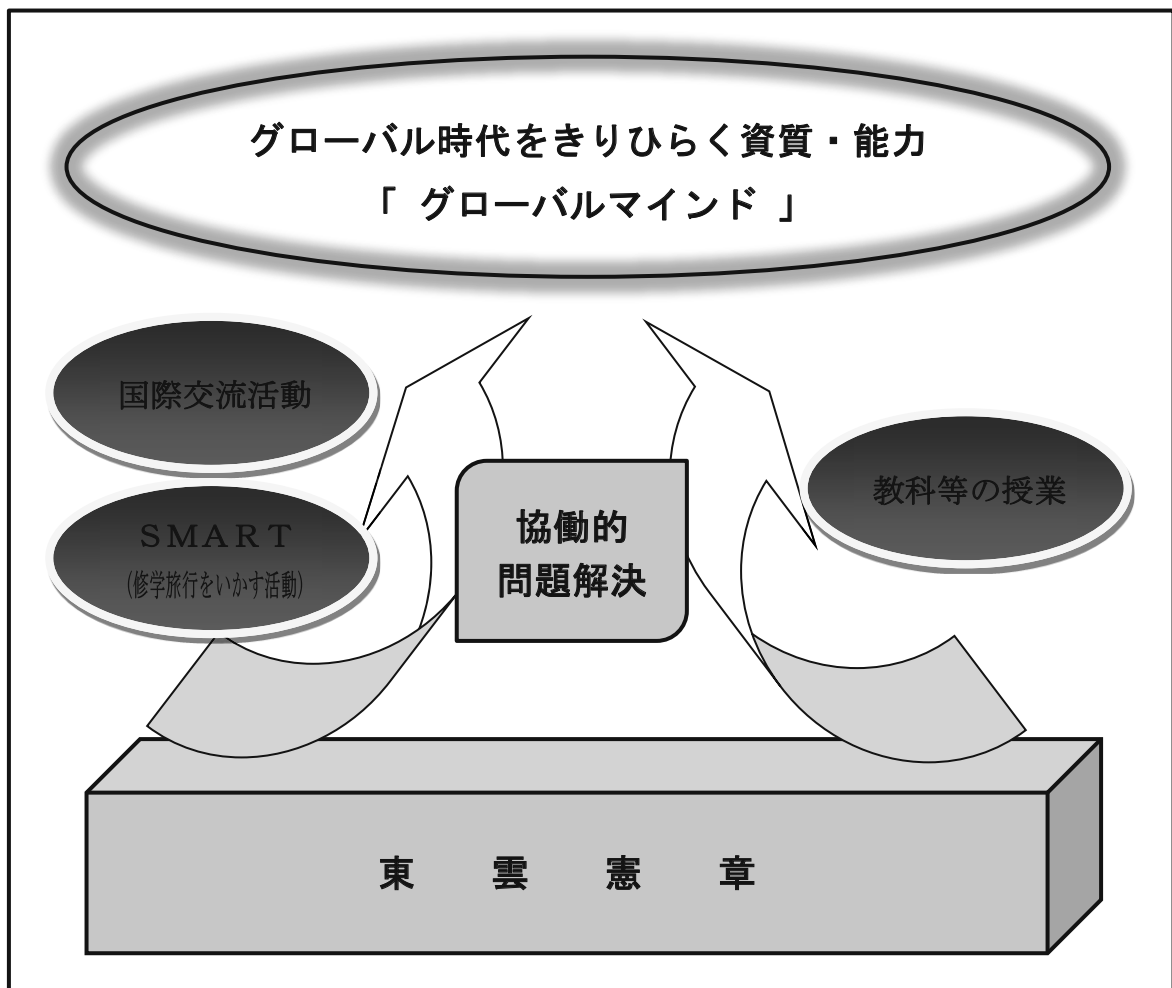 グローバル時代をきりひらく資質・能力
「 グローバルマインド 」
国際交流活動
SMART
(修学旅行をいかす活動)
協働的
問題解決
教科等の授業
東 雲 憲 章